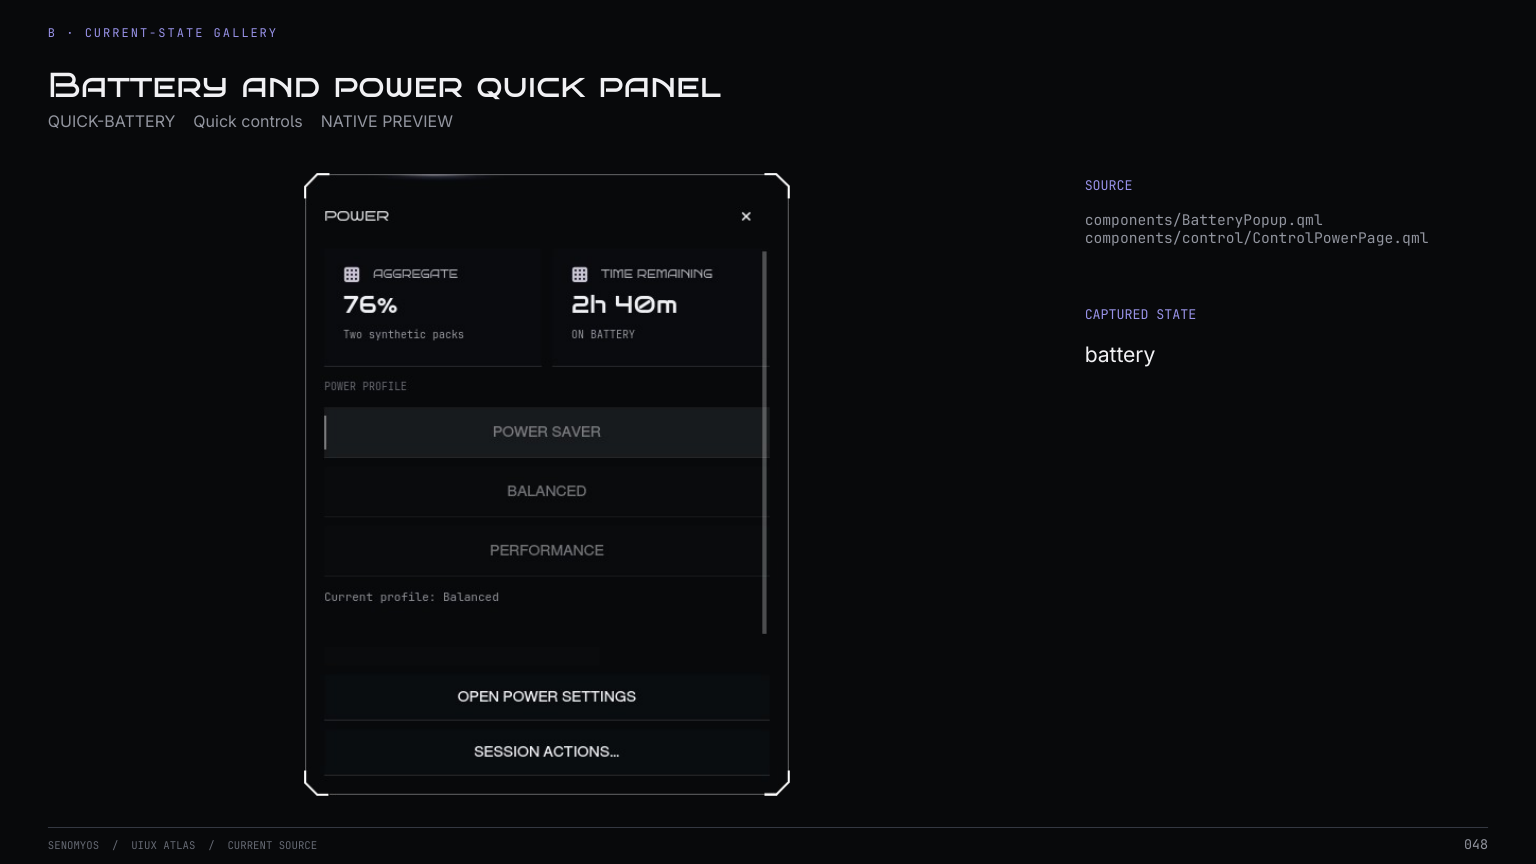 B · CURRENT-STATE GALLERY
Battery and power quick panel
QUICK-BATTERY Quick controls NATIVE PREVIEW
POWER ×
AGGREGATE
76%
Two synthetic packs
TIME REMAINING
2h 40m
ON BATTERY
POWER PROFILE
POWER SAVER
BALANCED
PERFORMANCE
Current profile: Balanced
OPEN POWER SETTINGS
SESSION ACTIONS...
SOURCE
components/BatteryPopup.qml
components/control/ControlPowerPage.qml
CAPTURED STATE
battery
SENOMYOS / UIUX ATLAS / CURRENT SOURCE
048